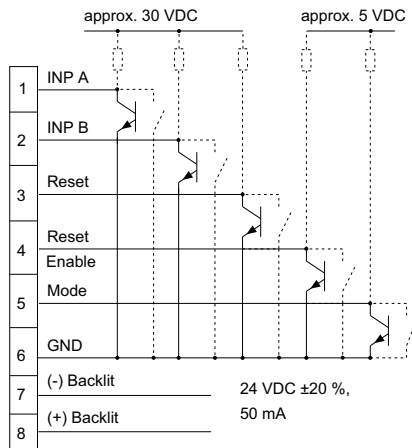 approx. 30 VDC
approx. 5 VDC
1
INP A
2
INP B
3
Reset
4
Reset
Enable
5
Mode
6
GND
7
(-) Backlit
24 VDC ±20 %,
50 mA
8
(+) Backlit